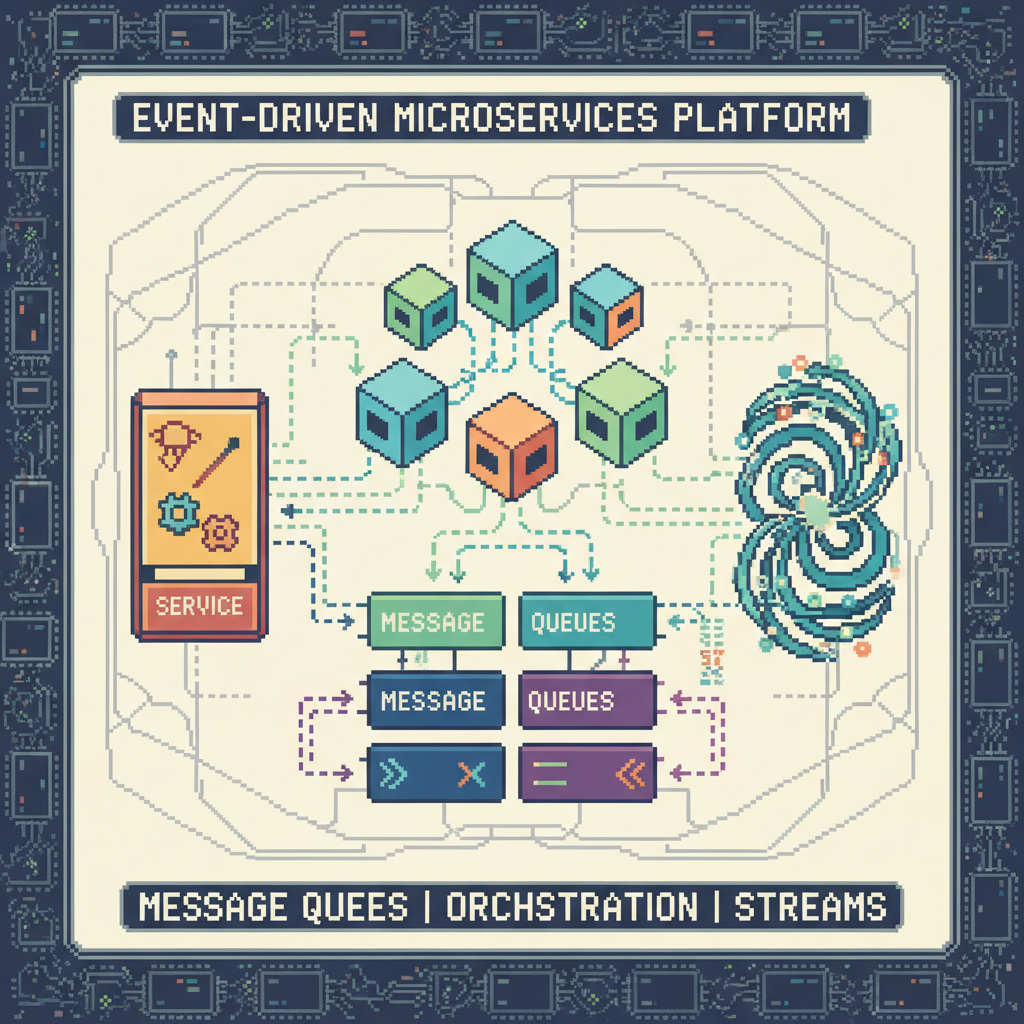 EVENT-DRIVEN MICROSERVICES PLATFORM
SERVICE
MESSAGE QUEUES
MESSAGE QUEUES
MESSAGE QUEES | ORCHSTRATION | STREAMS